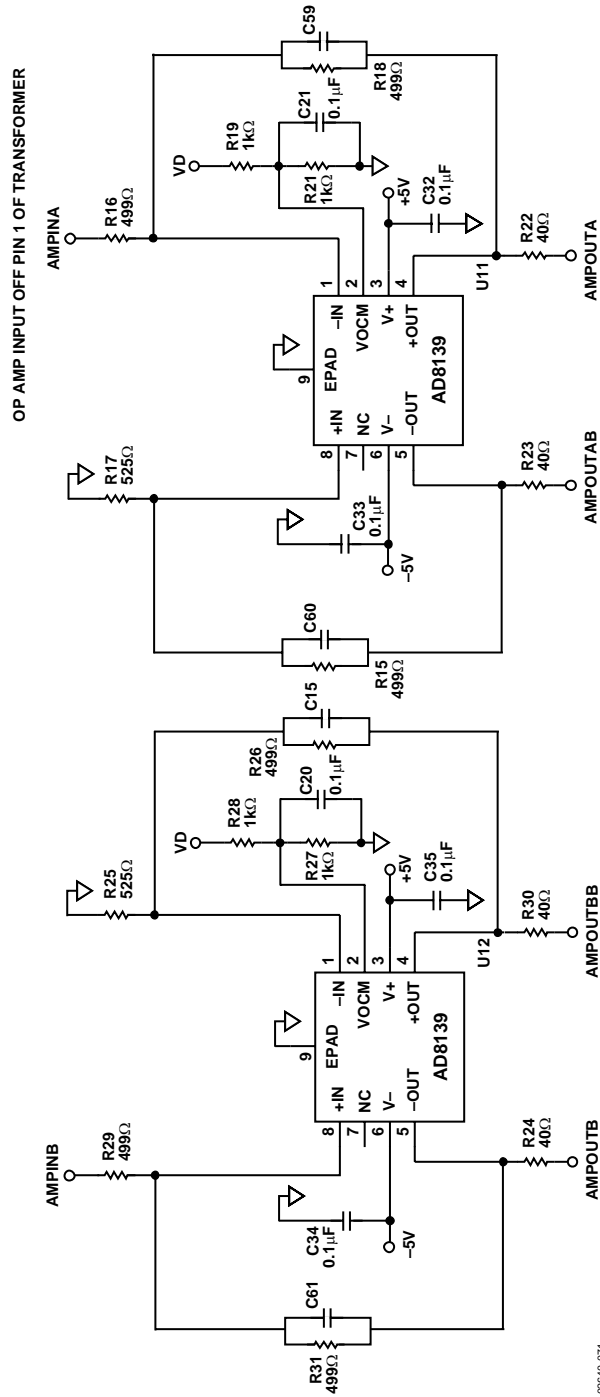 OP AMP INPUT OFF PIN 1 OF TRANSFORMER
AMPINA
R16
499Ω
R17
525Ω
VD
R19
1kΩ
R21
1kΩ
C21
0.1µF
C59
R18
499Ω
9
EPAD
+IN
8
NC
7
V–
6
–OUT
5
–IN
1
VOCM
2
V+
3
+OUT
4
AD8139
U11
C33
0.1µF
–5V
+5V
C32
0.1µF
C60
R15
499Ω
R23
40Ω
AMPOUTAB
R22
40Ω
AMPOUTA
AMPINB
R29
499Ω
R25
525Ω
VD
R28
1kΩ
R27
1kΩ
C20
0.1µF
R26
499Ω
C15
9
EPAD
+IN
8
NC
7
V–
6
–OUT
5
–IN
1
VOCM
2
V+
3
+OUT
4
AD8139
U12
C34
0.1µF
–5V
+5V
C35
0.1µF
C61
R31
499Ω
R24
40Ω
AMPOUTB
R30
40Ω
AMPOUTBB